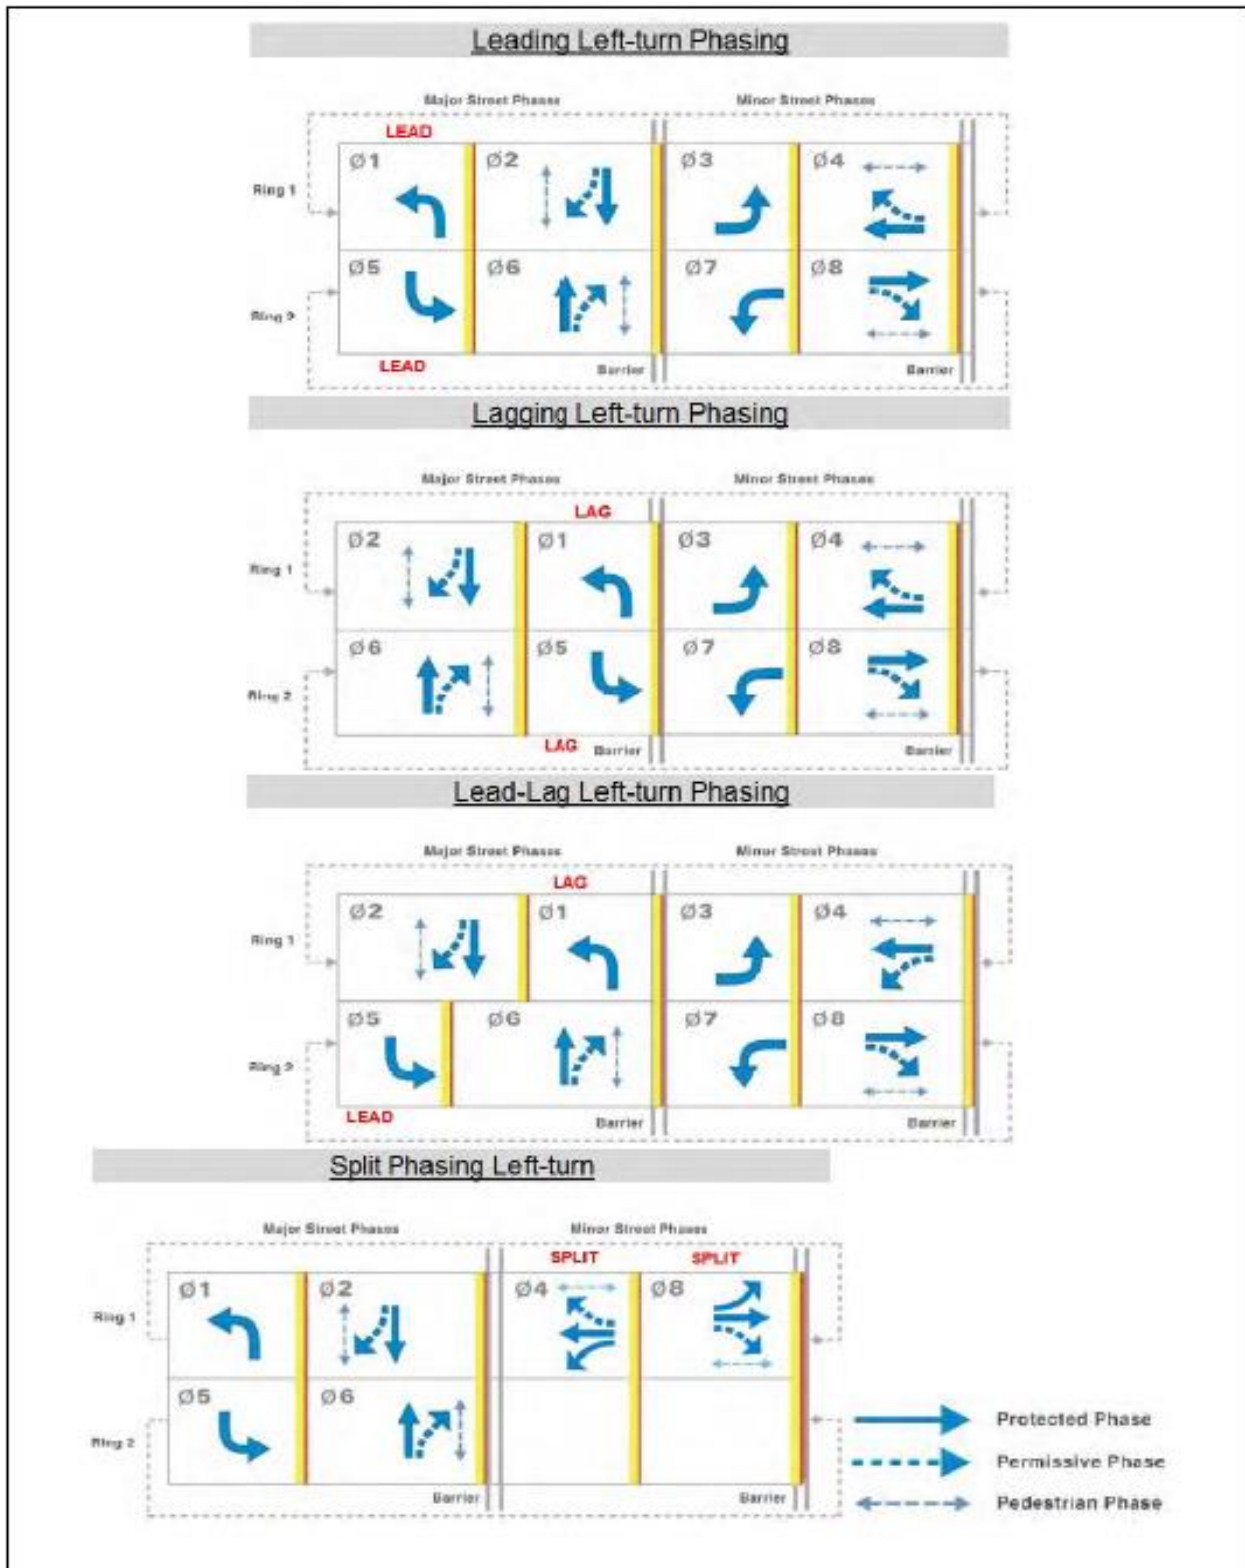 Leading Left-turn Phasing
Major Street Phases Minor Street Phases
LEAD
Ø1 Ø2 Ø3 Ø4
Ring 1
Ø5 Ø6 Ø7 Ø8
Ring 2
LEAD Barrier Barrier
Lagging Left-turn Phasing
Major Street Phases Minor Street Phases
LAG
Ø2 Ø1 Ø3 Ø4
Ring 1
Ø6 Ø5 Ø7 Ø8
Ring 2
LAG Barrier Barrier
Lead-Lag Left-turn Phasing
Major Street Phases Minor Street Phases
LAG
Ø2 Ø1 Ø3 Ø4
Ring 1
Ø5 Ø6 Ø7 Ø8
Ring 2
LEAD Barrier Barrier
Split Phasing Left-turn
Major Street Phases Minor Street Phases
SPLIT SPLIT
Ø1 Ø2 Ø4 Ø8
Ring 1
Ø5 Ø6
Ring 2
Barrier Barrier
Protected Phase
Permissive Phase
Pedestrian Phase